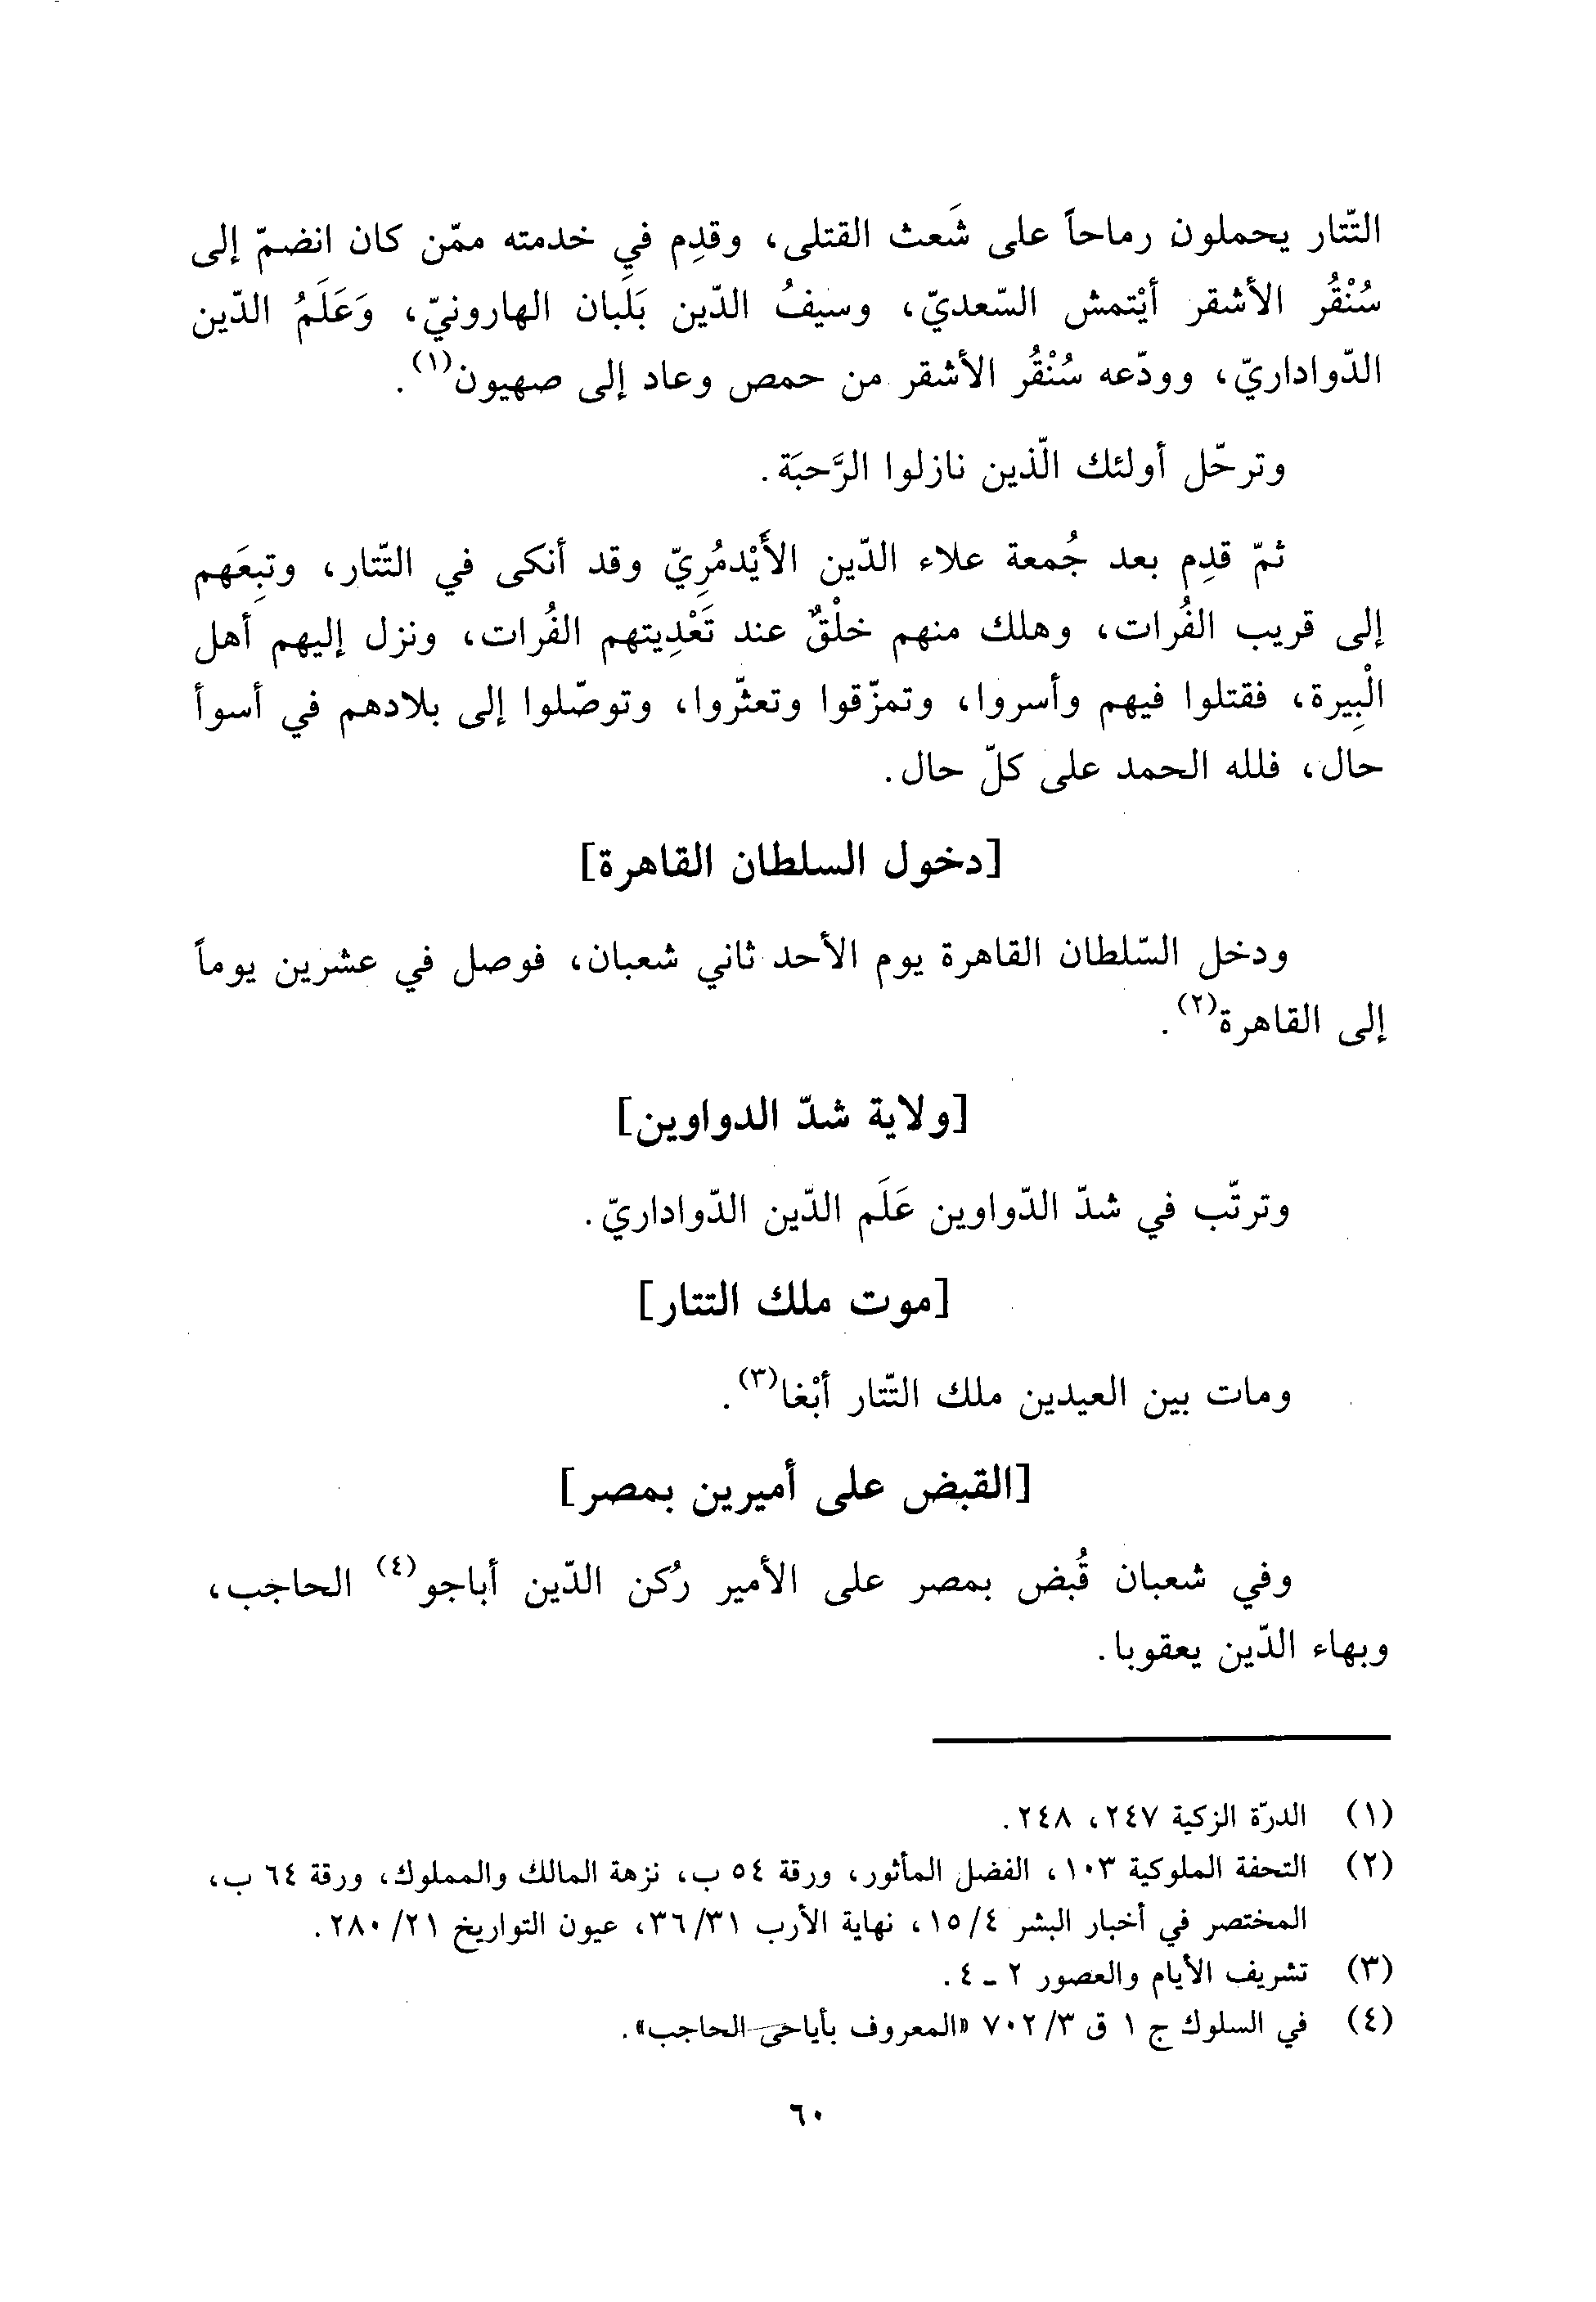 التّتار يحملون رماحاً على شَعث القتلى، وقدِم في خدمته ممّن كان انضمّ إلى
سُنْقُر الأشقر أيْتمش السّعديّ، وسيفُ الدّين بَلَبان الهارونيّ، وَعَلَمُ الدّين
الدّواداريّ، وودّعه سُنْقُر الأشقر من حمص وعاد إلى صهيون(١).
وترحّل أولئك الّذين نازلوا الرَّحبَة.
ثمّ قدِم بعد جُمعة علاء الدّين الأَيْدمُرِيّ وقد أنكى في التّتار، وتبِعَهم
إلى قريب الفُرات، وهلك منهم خلْقٌ عند تَعْدِيتهم الفُرات، ونزل إليهم أهل
الْبِيرة، فقتلوا فيهم وأسروا، وتمزّقوا وتعثّروا، وتوصّلوا إلى بلادهم في أسوأ
حال، فلله الحمد على كلّ حال.
[دخول السلطان القاهرة]
ودخل السّلطان القاهرة يوم الأحد ثاني شعبان، فوصل في عشرين يوماً
إلى القاهرة(٢).
[ولاية شدّ الدواوين]
وترتّب في شدّ الدّواوين عَلَم الدّين الدّواداريّ.
[موت ملك التتار]
ومات بين العيدين ملك التّتار أبْغا(٣).
[القبض على أميرين بمصر]
وفي شعبان قُبض بمصر على الأمير رُكن الدّين أباجو(٤) الحاجب،
وبهاء الدّين يعقوبا.
(١) الدرّة الزكية ٢٤٧، ٢٤٨.
(٢) التحفة الملوكية ١٠٣، الفضل المأثور، ورقة ٥٤ ب، نزهة المالك والمملوك، ورقة ٦٤ ب،
المختصر في أخبار البشر ٤/ ١٥، نهاية الأرب ٣١/ ٣٦، عيون التواريخ ٢١/ ٢٨٠.
(٣) تشريف الأيام والعصور ٢ ـ ٤.
(٤) في السلوك ج ١ ق ٣/ ٧٠٢ «المعروف بأياجى الحاجب».
٦٠